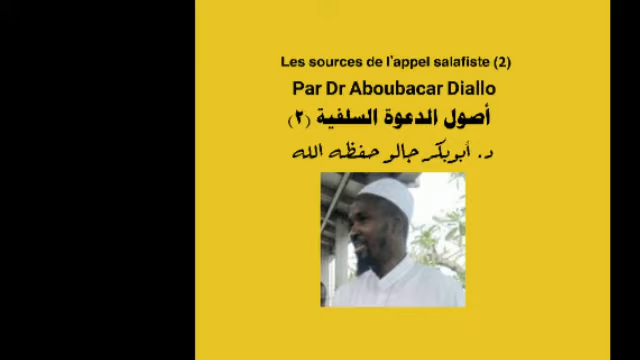 Les sources de l'appel salafiste (2)
Par Dr Aboubacar Diallo
أصول الدعوة السلفية (٢)
د. أبوبكر جالو حفظه الله